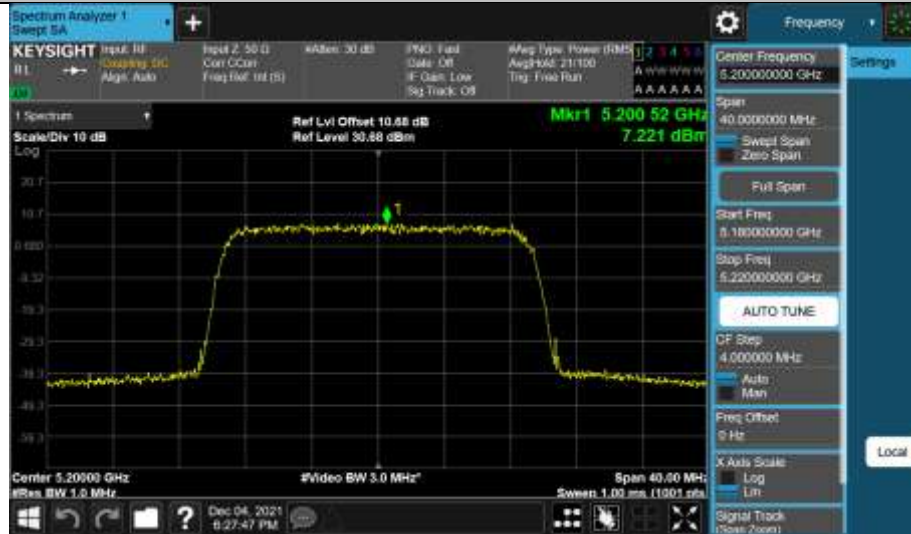 Spectrum Analyzer 1
Swept SA
+
Frequency
KEYSIGHT
Input: RF
Coupling: DC
Align: Auto
Input Z: 50 Ω
Corr CCorr
Freq Ref: Int (S)
#Atten: 30 dB
PNO: Fast
Gate: Off
IF Gain: Low
Sig Track: Off
#Avg Type: Power (RMS
Avg|Hold: 21/100
Trig: Free Run
1 2 3 4 5 6
A W W W W W
A A A A A A
1 Spectrum
Scale/Div 10 dB
Log
Ref Lvl Offset 10.68 dB
Ref Level 30.68 dBm
Mkr1 5.200 52 GHz
7.221 dBm
1
20.7
10.7
0.680
-9.32
-19.3
-29.3
-39.3
-49.3
-59.3
Center 5.20000 GHz
#Res BW 1.0 MHz
#Video BW 3.0 MHz*
Span 40.00 MHz
Sweep 1.00 ms (1001 pts
?
Dec 04, 2021
6:27:47 PM
Center Frequency
5.200000000 GHz
Span
40.0000000 MHz
Swept Span
Zero Span
Full Span
Start Freq
5.180000000 GHz
Stop Freq
5.220000000 GHz
AUTO TUNE
CF Step
4.000000 MHz
Auto
Man
Freq Offset
0 Hz
X Axis Scale
Log
Lin
Signal Track
(Span Zoom)
Settings
Local